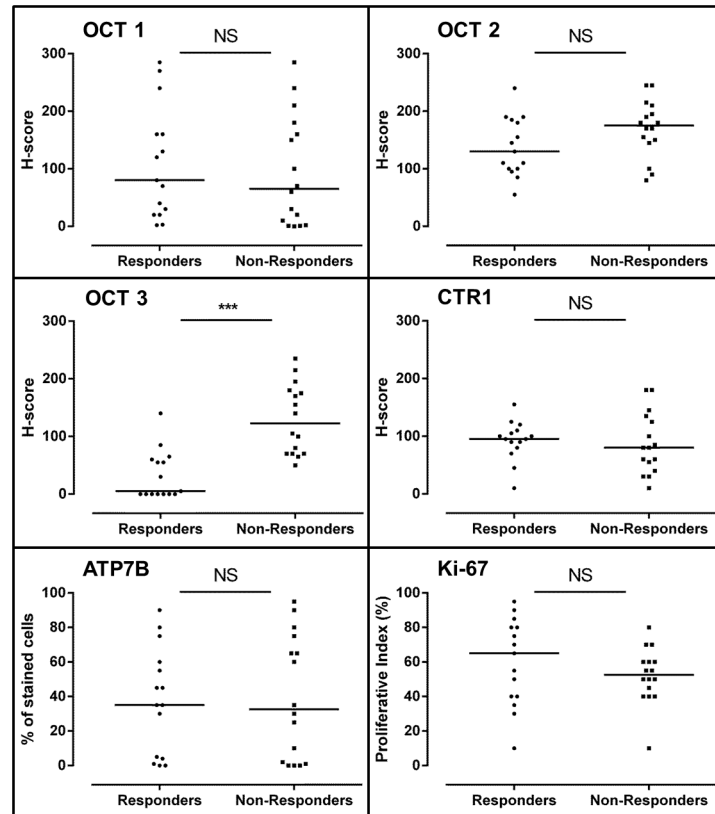 OCT 1
NS
H-score
300
200
100
0
Responders
Non-Responders
OCT 2
NS
H-score
300
200
100
0
Responders
Non-Responders
OCT 3
***
H-score
300
200
100
0
Responders
Non-Responders
CTR1
NS
H-score
300
200
100
0
Responders
Non-Responders
ATP7B
NS
% of stained cells
100
80
60
40
20
0
Responders
Non-Responders
Ki-67
NS
Proliferative Index (%)
100
80
60
40
20
0
Responders
Non-Responders